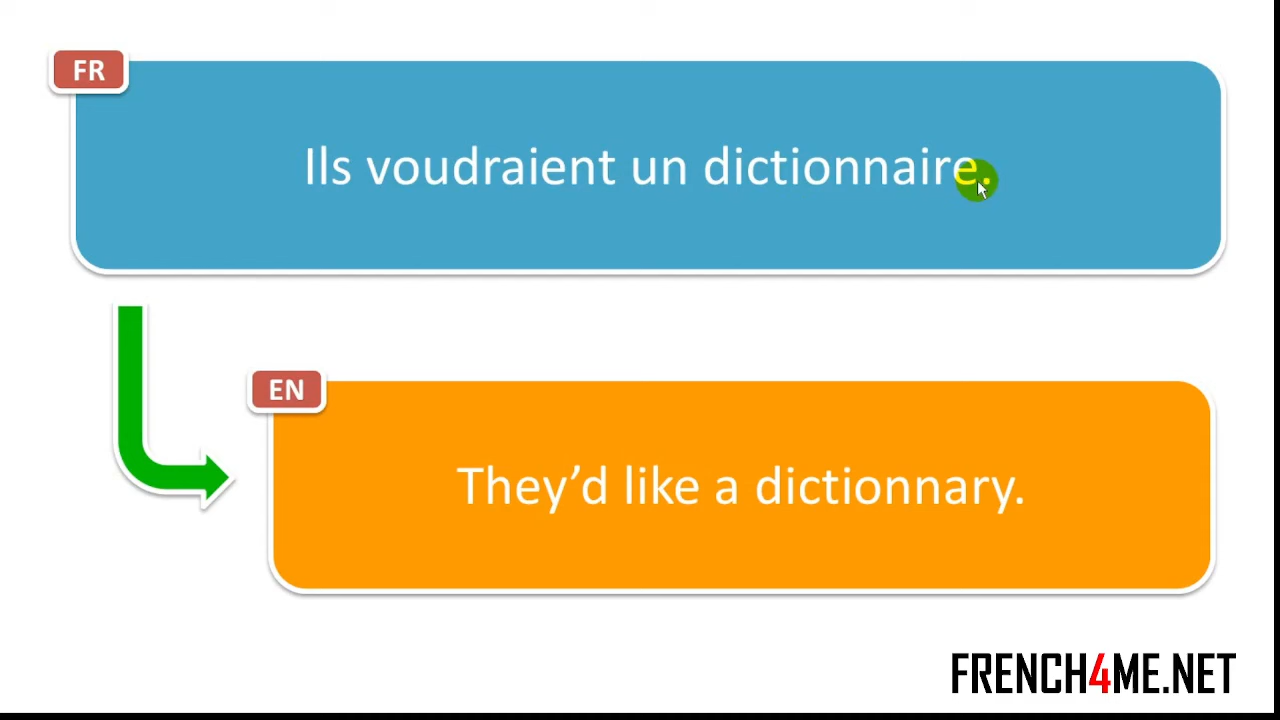 FR
Ils voudraient un dictionnaire.
EN
They’d like a dictionnary.
FRENCH4ME.NET